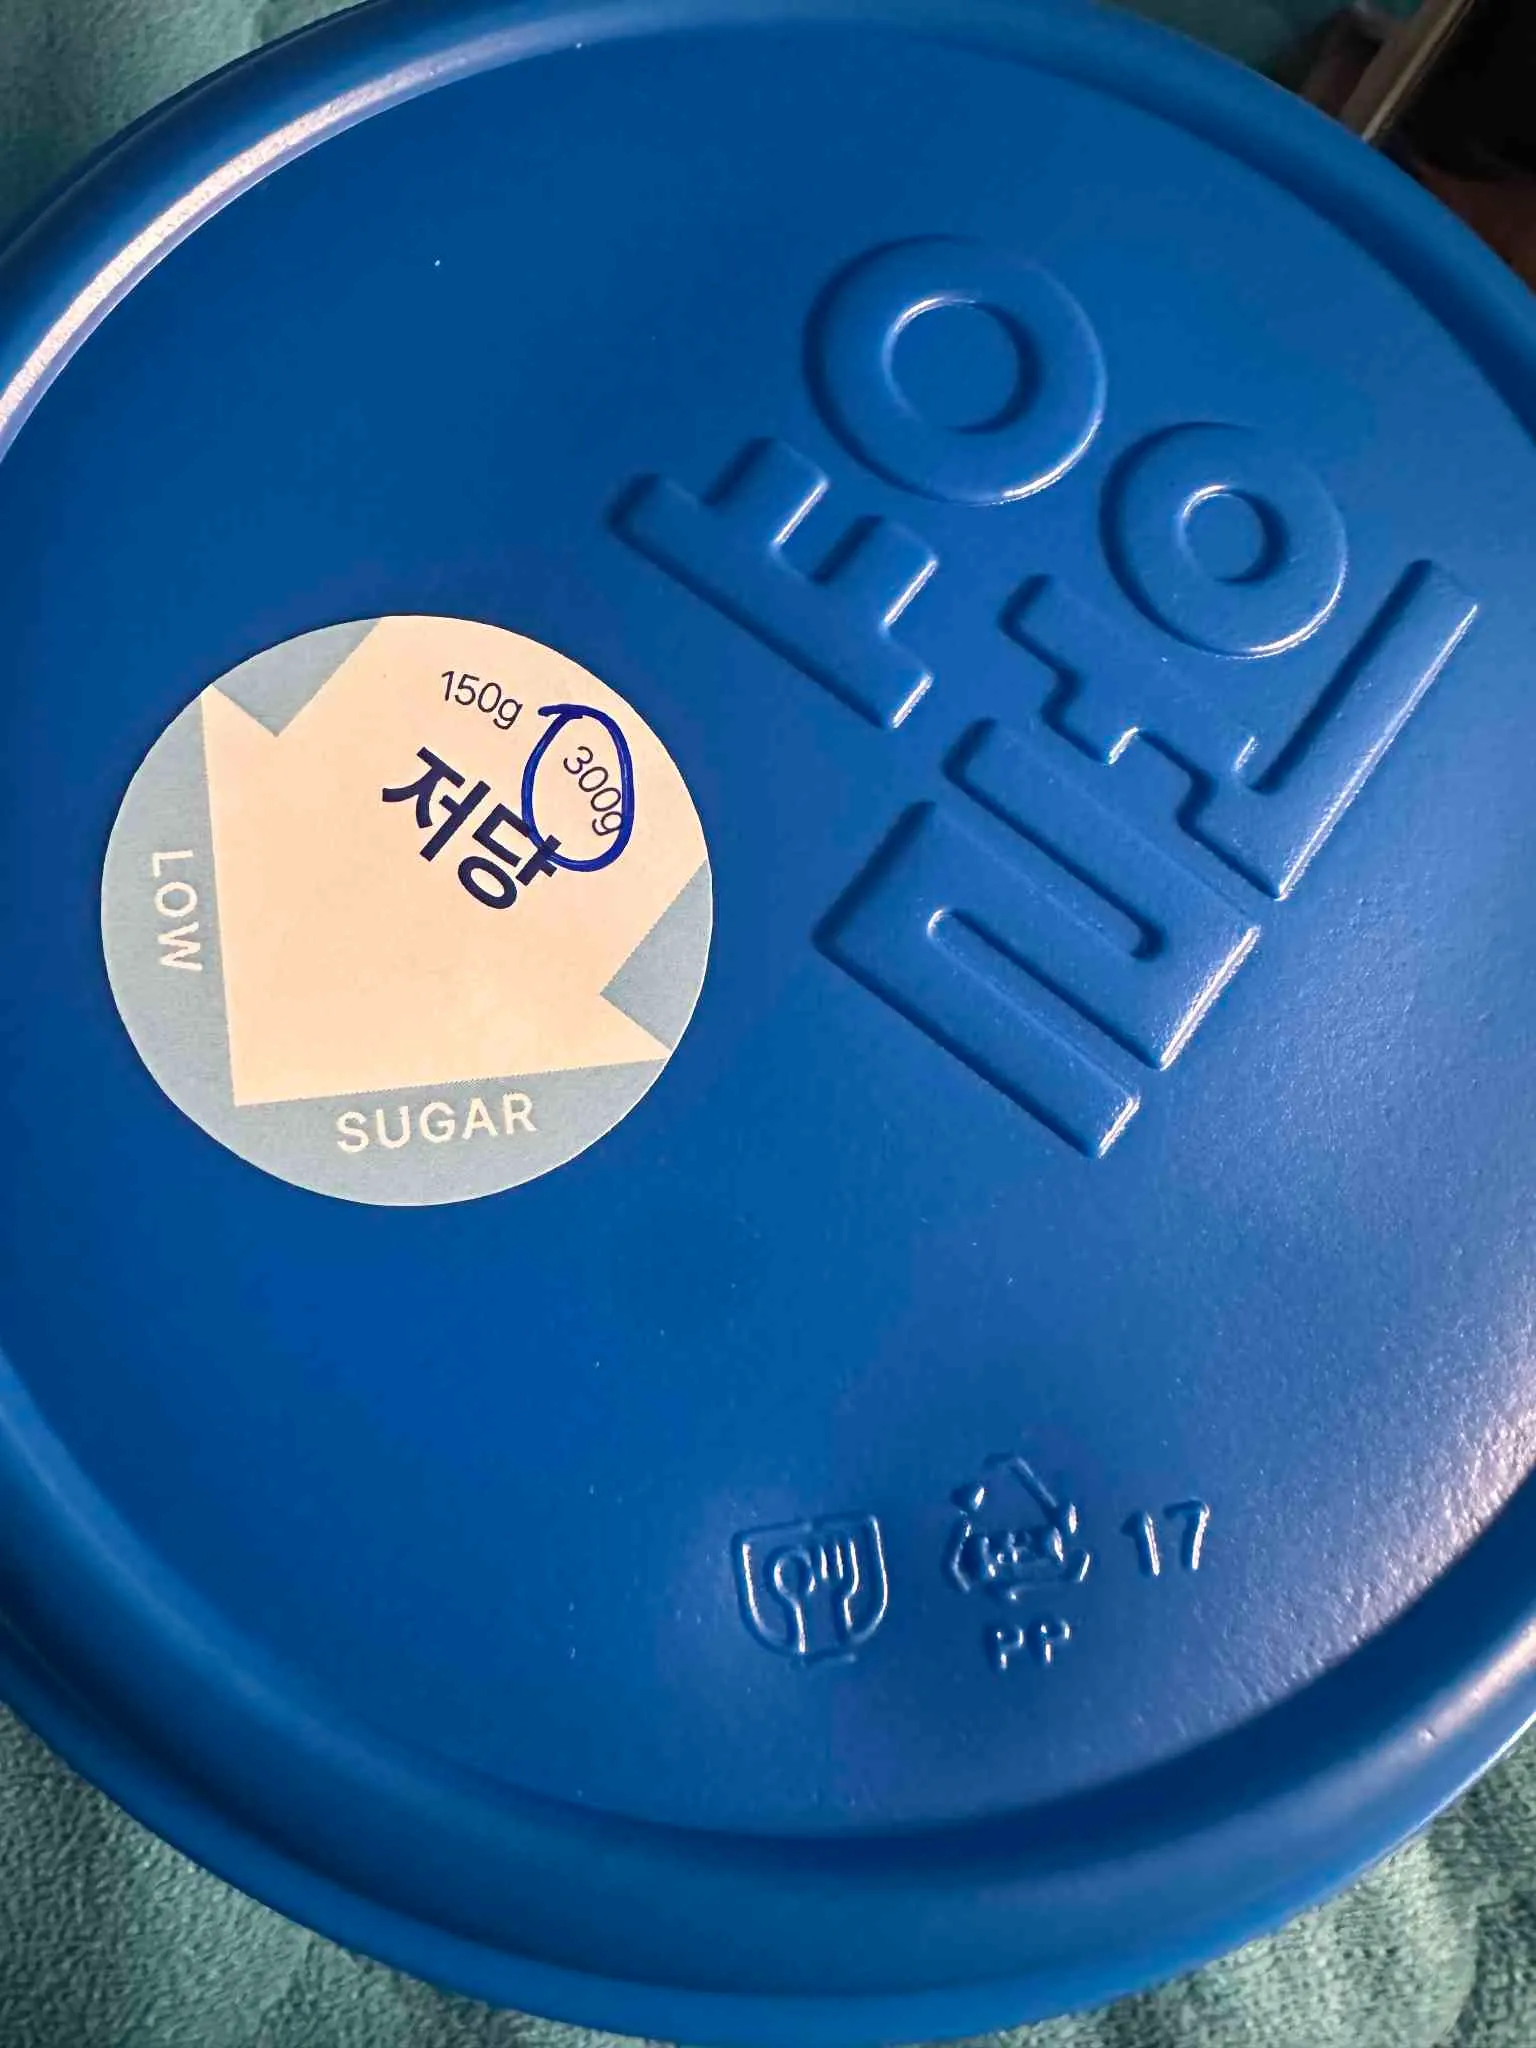 150g
300g
저당
LOW
SUGAR
17
PP